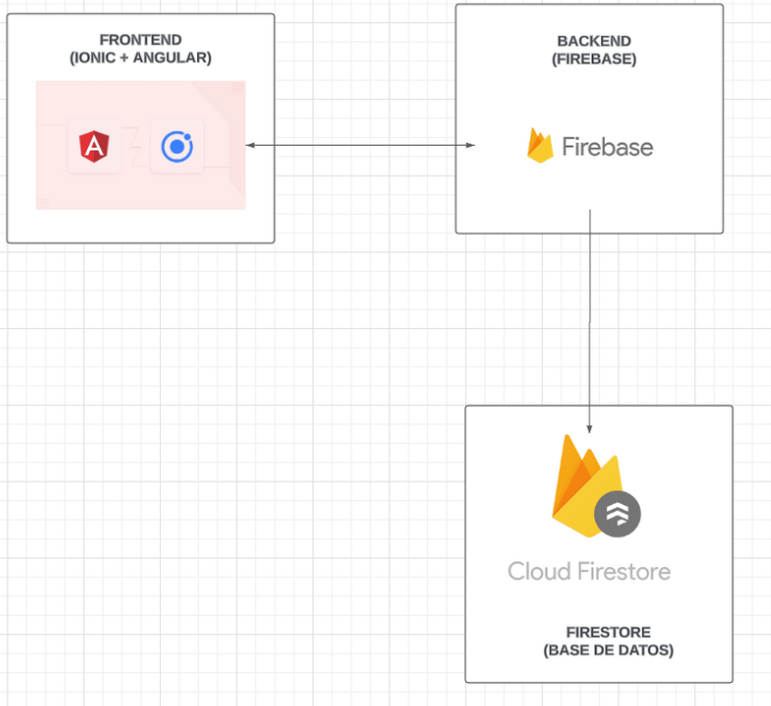 FRONTEND
(IONIC + ANGULAR)
BACKEND
(FIREBASE)
A
Firebase
Cloud Firestore
FIRESTORE
(BASE DE DATOS)